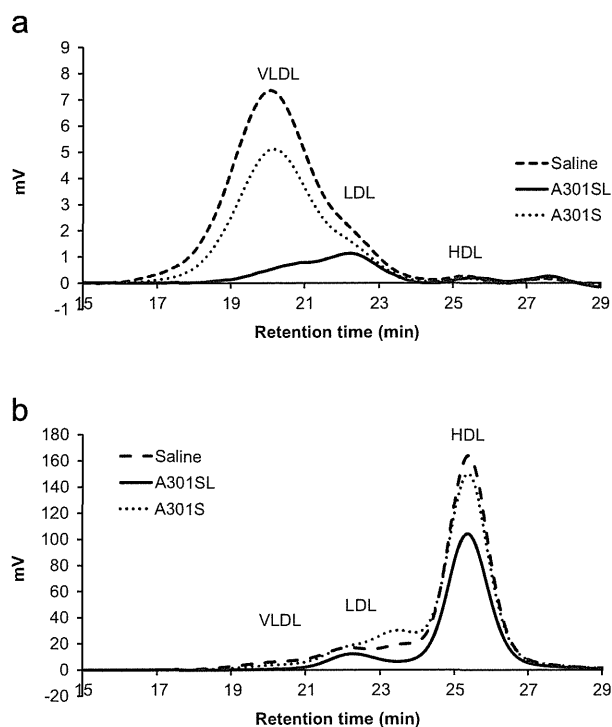 a
9
8
7
6
5
4
3
2
1
0
-1
mV
VLDL
LDL
HDL
Saline
A301SL
A301S
15 17 19 21 23 25 27 29
Retention time (min)
b
180
160
140
120
100
80
60
40
20
0
-20
mV
Saline
A301SL
A301S
VLDL
LDL
HDL
15 17 19 21 23 25 27 29
Retention time (min)